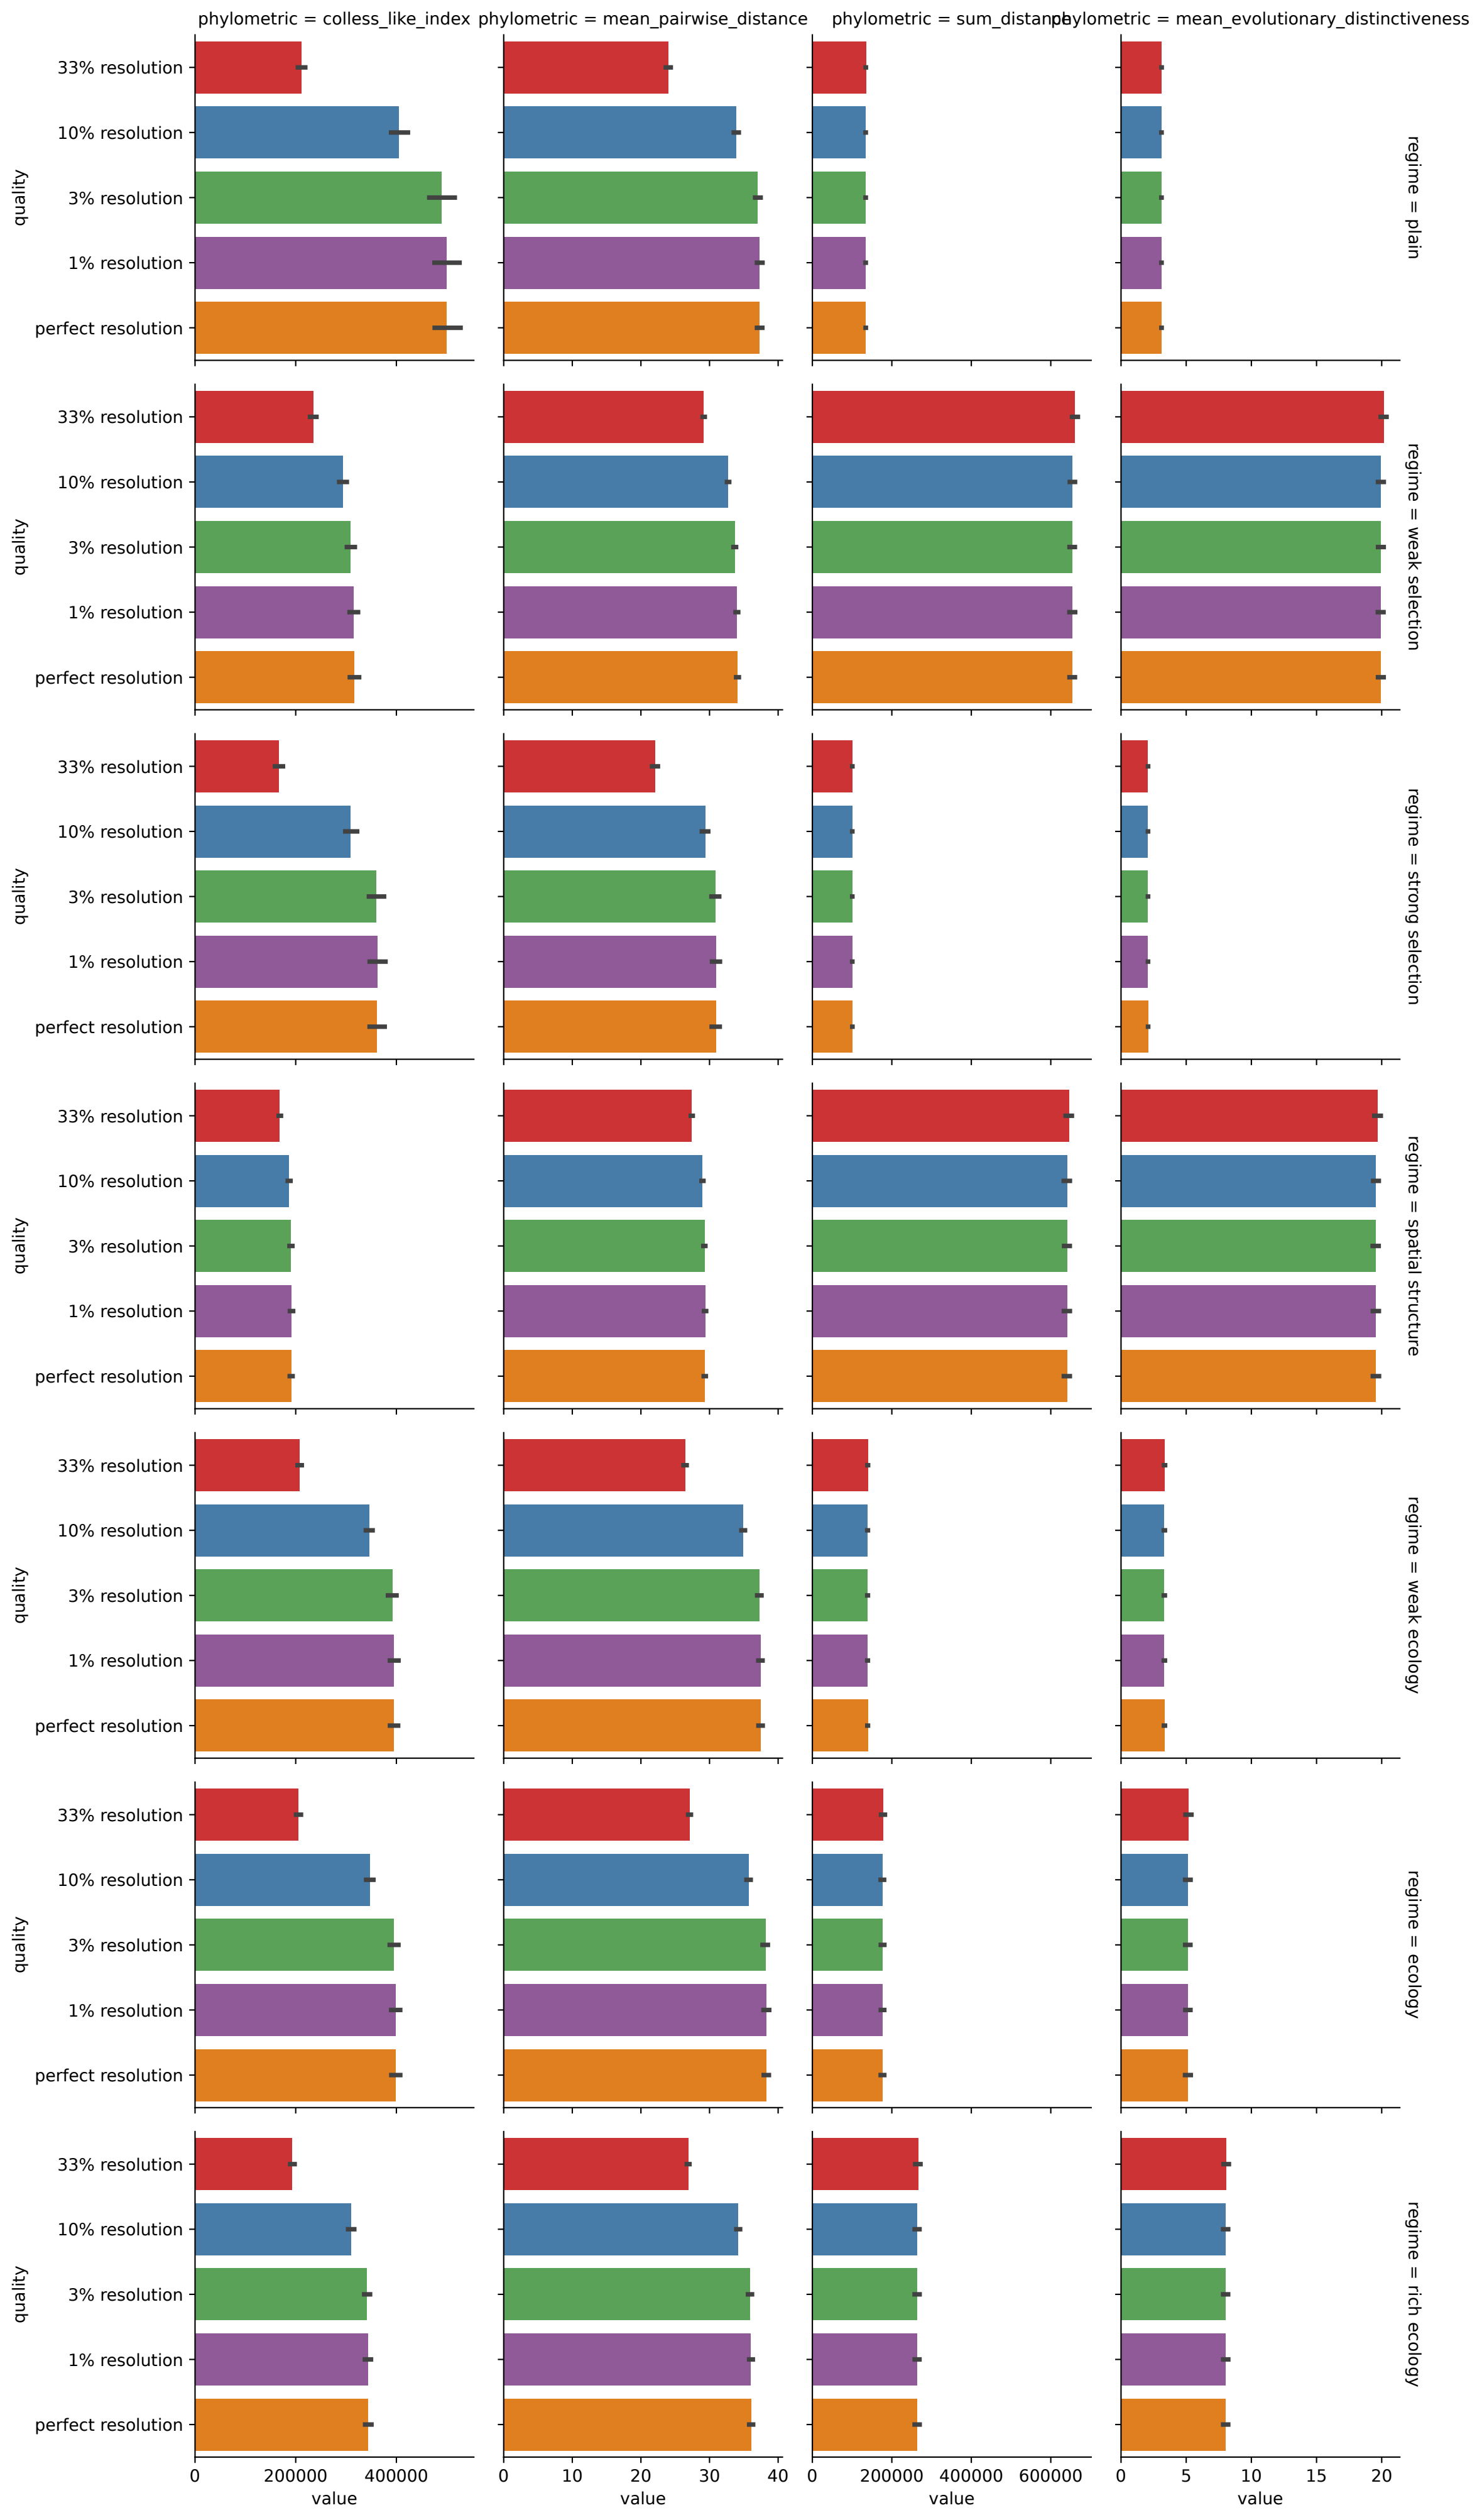 phylometric = colless_like_index
phylometric = mean_pairwise_distance
phylometric = sum_distance
phylometric = mean_evolutionary_distinctiveness
33% resolution
10% resolution
3% resolution
1% resolution
perfect resolution
quality
regime = plain
33% resolution
10% resolution
3% resolution
1% resolution
perfect resolution
quality
regime = weak selection
33% resolution
10% resolution
3% resolution
1% resolution
perfect resolution
quality
regime = strong selection
33% resolution
10% resolution
3% resolution
1% resolution
perfect resolution
quality
regime = spatial structure
33% resolution
10% resolution
3% resolution
1% resolution
perfect resolution
quality
regime = weak ecology
33% resolution
10% resolution
3% resolution
1% resolution
perfect resolution
quality
regime = ecology
33% resolution
10% resolution
3% resolution
1% resolution
perfect resolution
quality
regime = rich ecology
0 200000 400000
0 10 20 30 40
0 200000 400000 600000
0 5 10 15 20
value
value
value
value